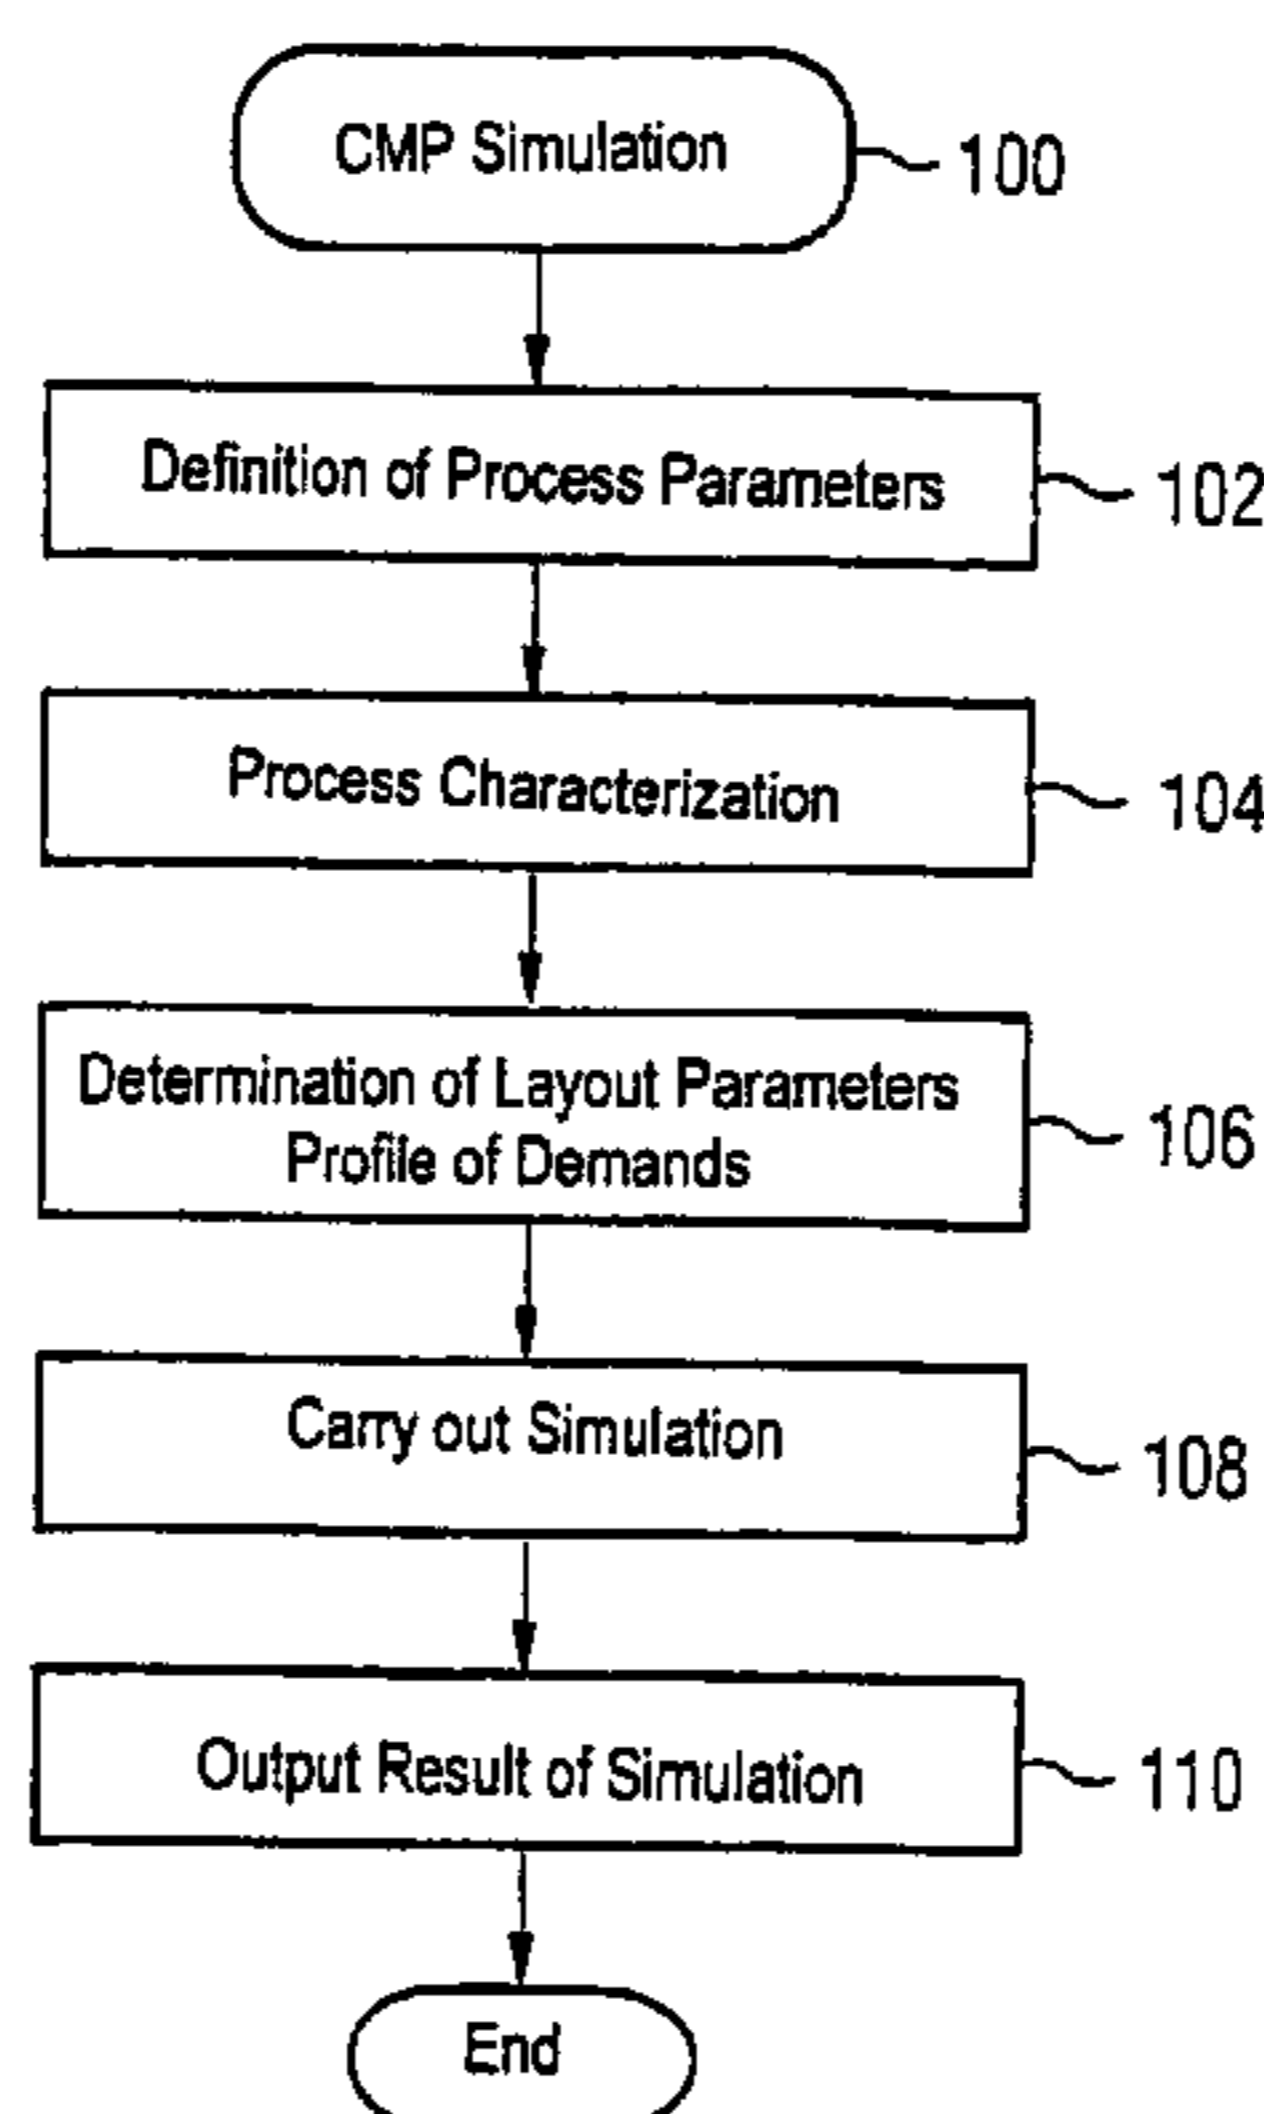 CMP Simulation
100
Definition of Process Parameters
102
Process Characterization
104
Determination of Layout Parameters
Profile of Demands
106
Carry out Simulation
108
Output Result of Simulation
110
End